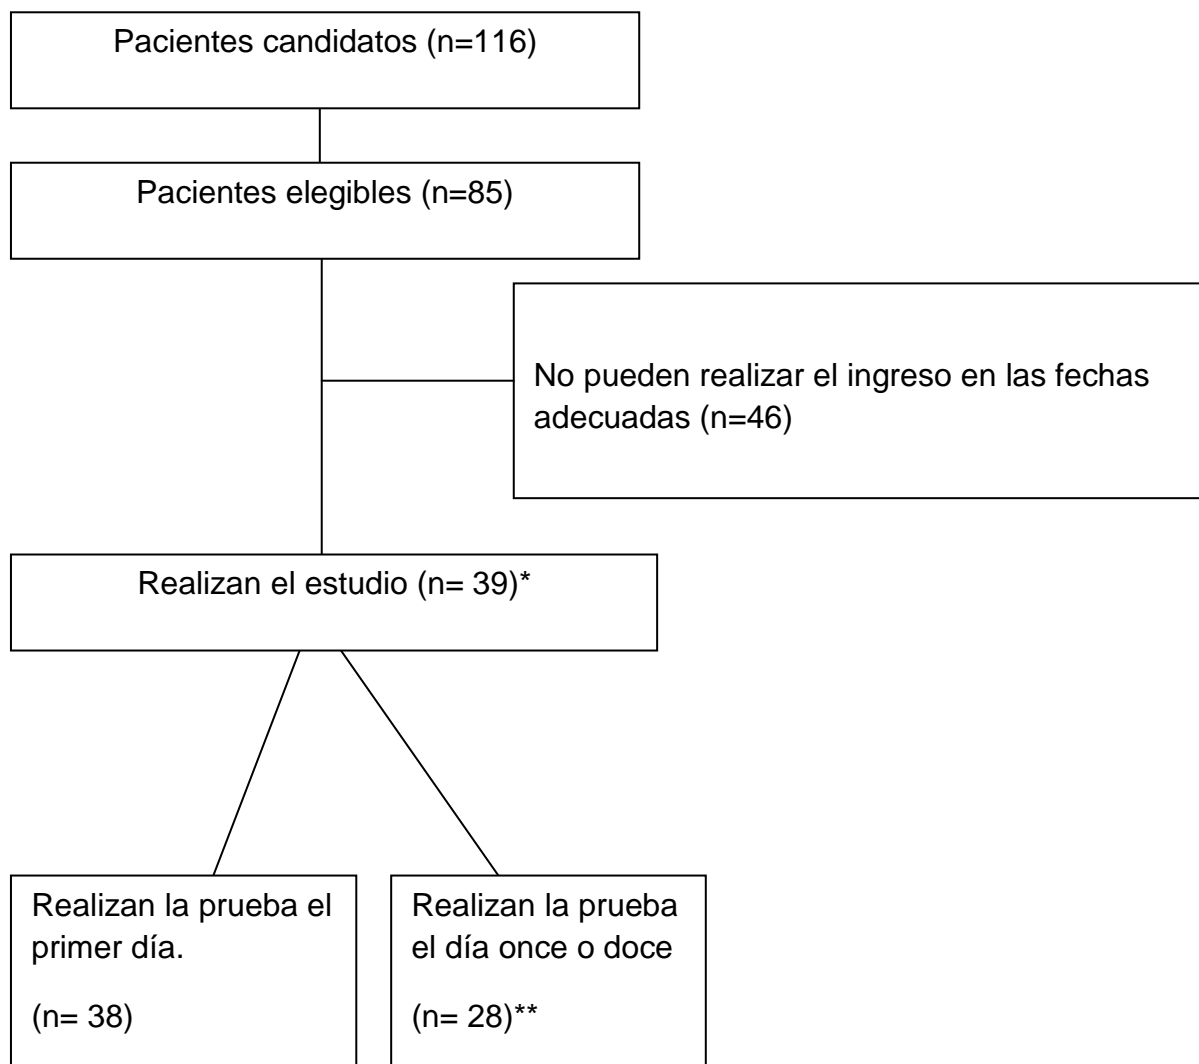 Pacientes candidatos (n=116)
Pacientes elegibles (n=85)
No pueden realizar el ingreso en las fechas
adecuadas (n=46)
Realizan el estudio (n= 39)*
Realizan la prueba el
primer día.
(n= 38)
Realizan la prueba
el día once o doce
(n= 28)**